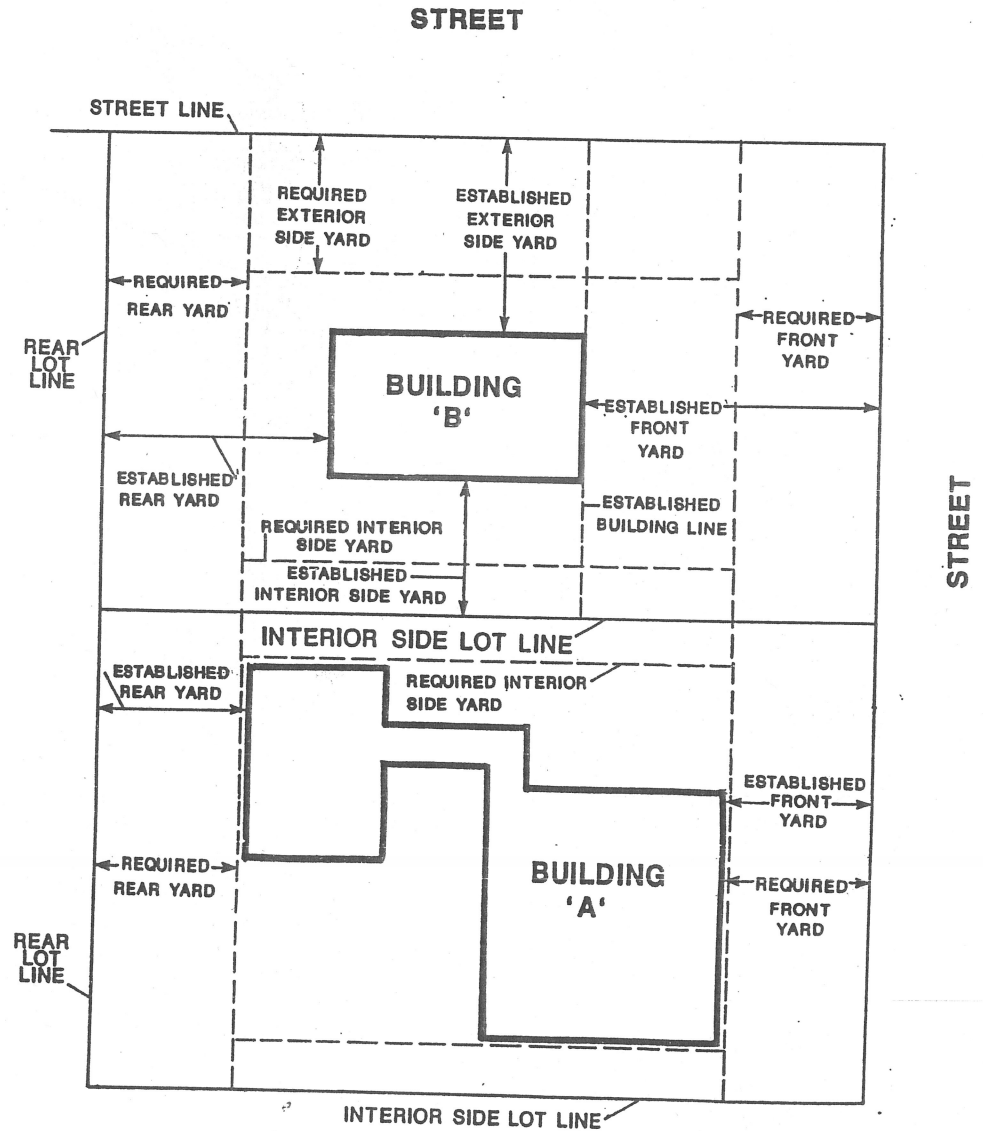 STREET
STREET LINE
REQUIRED
EXTERIOR
SIDE YARD
ESTABLISHED
EXTERIOR
SIDE YARD
REQUIRED
REAR YARD
REQUIRED
FRONT
YARD
REAR
LOT
LINE
BUILDING
'B'
ESTABLISHED
FRONT
YARD
ESTABLISHED
REAR YARD
ESTABLISHED
BUILDING LINE
STREET
REQUIRED INTERIOR
SIDE YARD
ESTABLISHED
INTERIOR SIDE YARD
INTERIOR SIDE LOT LINE
ESTABLISHED
REAR YARD
REQUIRED INTERIOR
SIDE YARD
ESTABLISHED
FRONT
YARD
REQUIRED
REAR YARD
BUILDING
'A'
REQUIRED
FRONT
YARD
REAR
LOT
LINE
INTERIOR SIDE LOT LINE